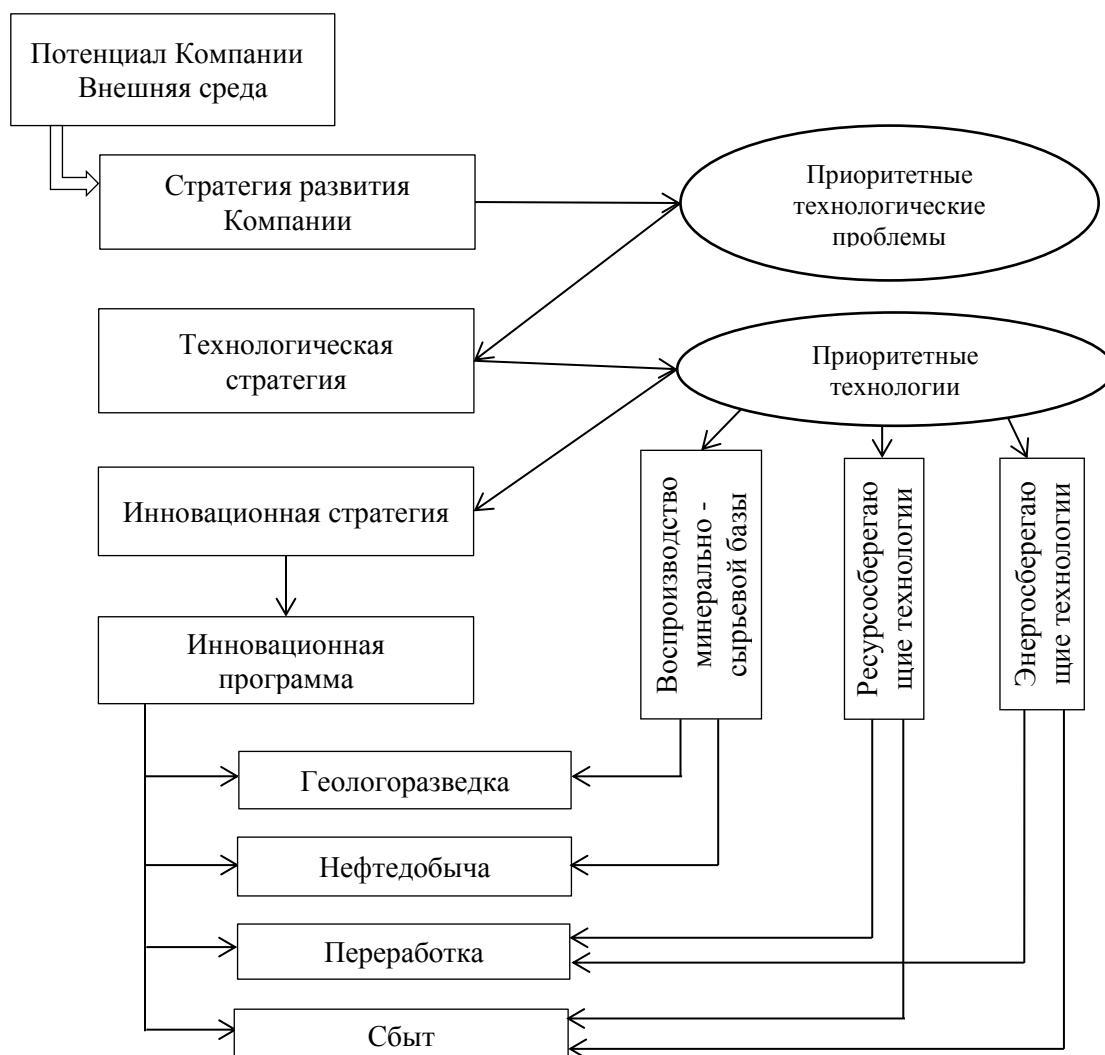 Потенциал Компании
Внешняя среда
Стратегия развития
Компании
Приоритетные
технологические
проблемы
Технологическая
стратегия
Приоритетные
технологии
Инновационная стратегия
Воспроизводство
минерально -
сырьевой базы
Ресурсосберегаю
щие технологии
Энергосберегаю
щие технологии
Инновационная
программа
Геологоразведка
Нефтедобыча
Переработка
Сбыт